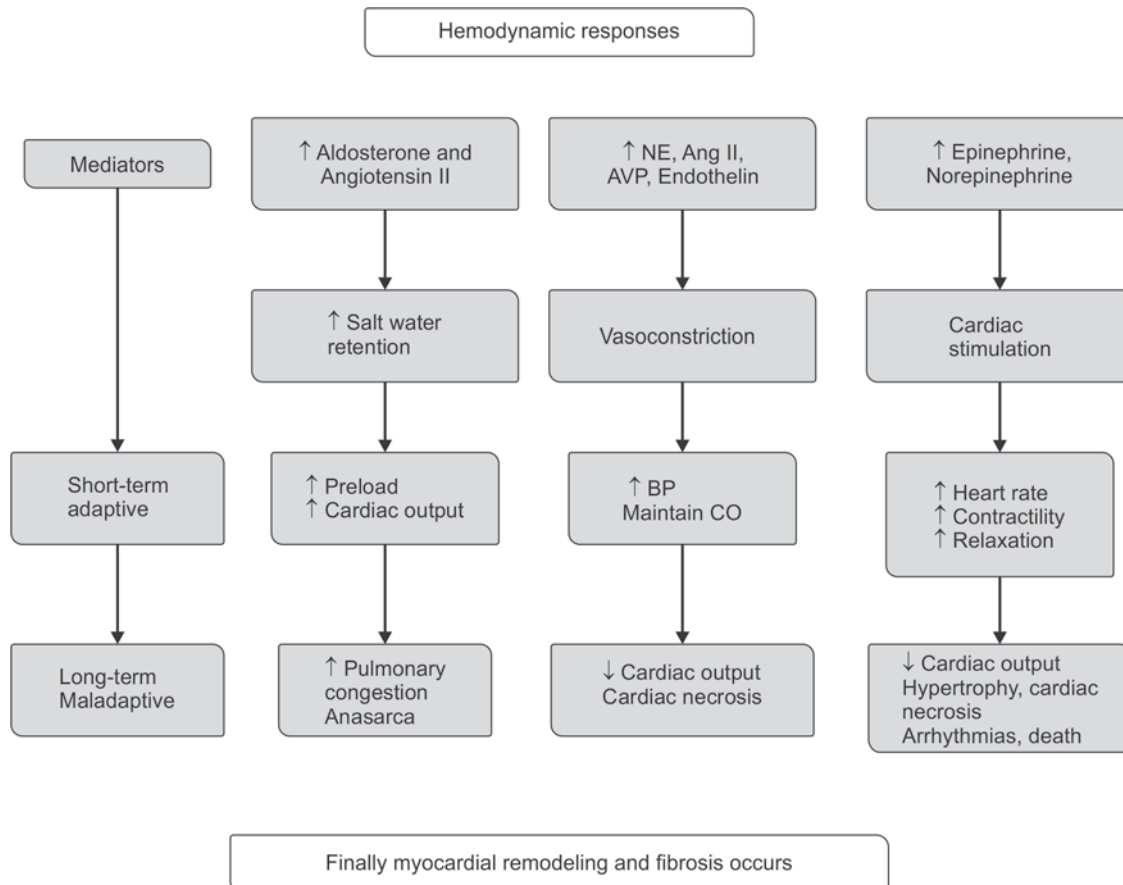 Hemodynamic responses
Mediators
↑ Aldosterone and
Angiotensin II
↑ NE, Ang II,
AVP, Endothelin
↑ Epinephrine,
Norepinephrine
↑ Salt water
retention
Vasoconstriction
Cardiac
stimulation
Short-term
adaptive
↑ Preload
↑ Cardiac output
↑ BP
Maintain CO
↑ Heart rate
↑ Contractility
↑ Relaxation
Long-term
Maladaptive
↑ Pulmonary
congestion
Anasarca
↓ Cardiac output
Cardiac necrosis
↓ Cardiac output
Hypertrophy, cardiac
necrosis
Arrhythmias, death
Finally myocardial remodeling and fibrosis occurs